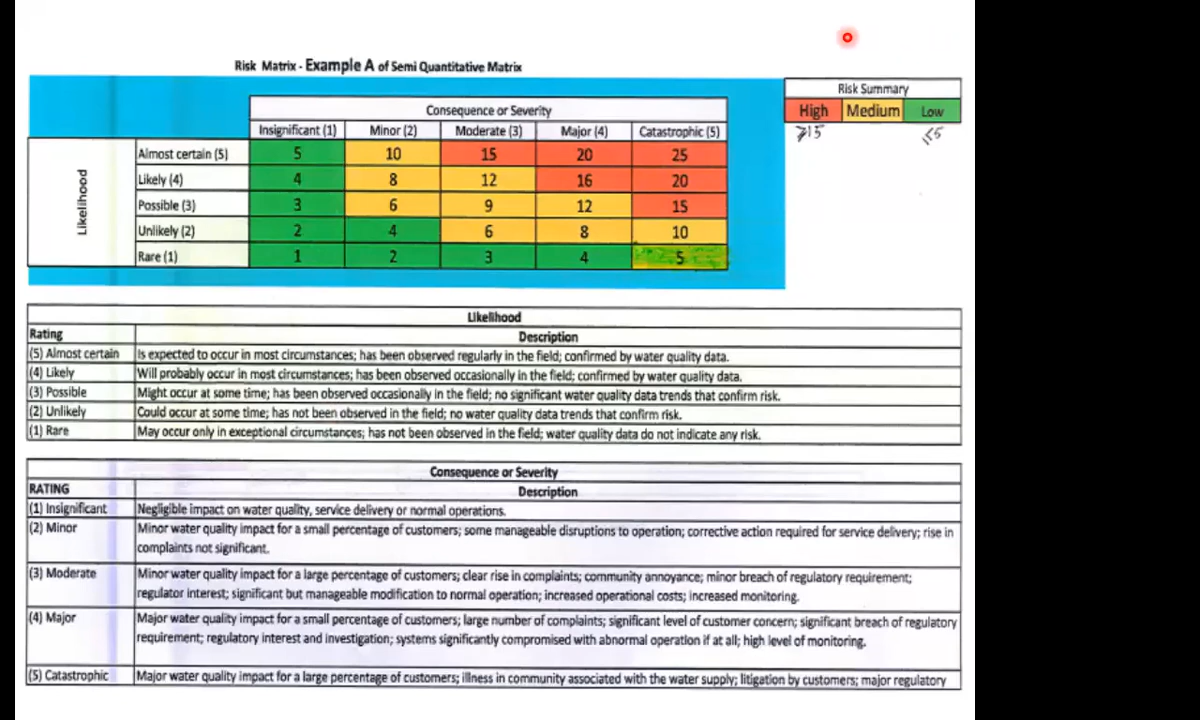 Risk Matrix - Example A of Semi Quantitative Matrix
Risk Summary
High Medium Low
≥15 ≤5
Consequence or Severity
Insignificant (1) Minor (2) Moderate (3) Major (4) Catastrophic (5)
Likelihood
Almost certain (5) 5 10 15 20 25
Likely (4) 4 8 12 16 20
Possible (3) 3 6 9 12 15
Unlikely (2) 2 4 6 8 10
Rare (1) 1 2 3 4 5
Likelihood
Rating Description
(5) Almost certain Is expected to occur in most circumstances; has been observed regularly in the field; confirmed by water quality data.
(4) Likely Will probably occur in most circumstances; has been observed occasionally in the field; confirmed by water quality data.
(3) Possible Might occur at some time; has been observed occasionally in the field; no significant water quality data trends that confirm risk.
(2) Unlikely Could occur at some time; has not been observed in the field; no water quality data trends that confirm risk.
(1) Rare May occur only in exceptional circumstances; has not been observed in the field; water quality data do not indicate any risk.
Consequence or Severity
RATING Description
(1) Insignificant Negligible impact on water quality, service delivery or normal operations.
(2) Minor Minor water quality impact for a small percentage of customers; some manageable disruptions to operation; corrective action required for service delivery; rise in
complaints not significant.
(3) Moderate Minor water quality impact for a large percentage of customers; clear rise in complaints; community annoyance; minor breach of regulatory requirement;
regulator interest; significant but manageable modification to normal operation; increased operational costs; increased monitoring.
(4) Major Major water quality impact for a small percentage of customers; large number of complaints; significant level of customer concern; significant breach of regulatory
requirement; regulatory interest and investigation; systems significantly compromised with abnormal operation if at all; high level of monitoring.
(5) Catastrophic Major water quality impact for a large percentage of customers; illness in community associated with the water supply; litigation by customers; major regulatory